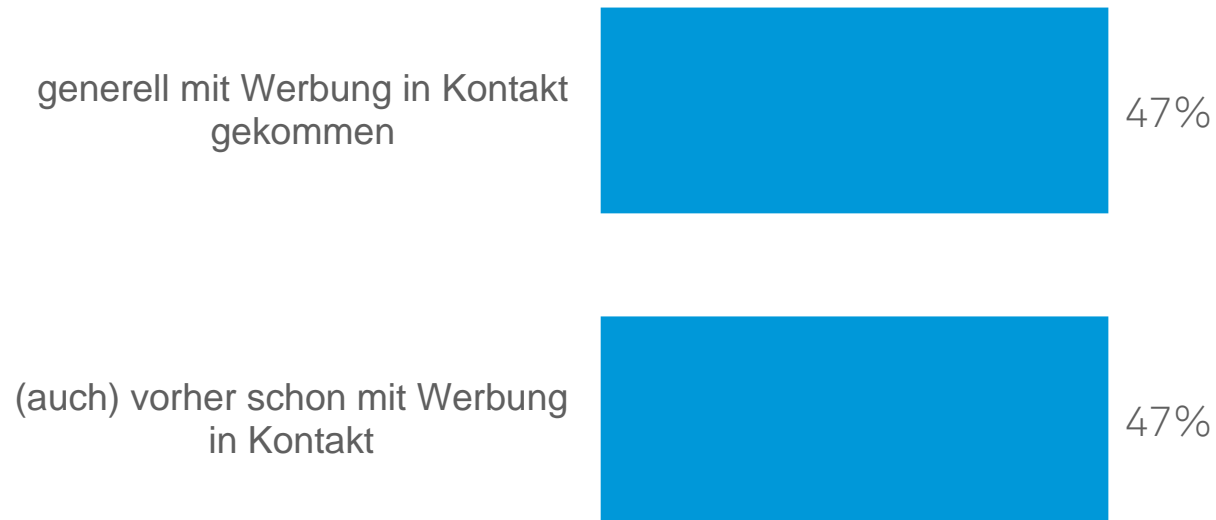 generell mit Werbung in Kontakt
gekommen
47%
(auch) vorher schon mit Werbung
in Kontakt
47%